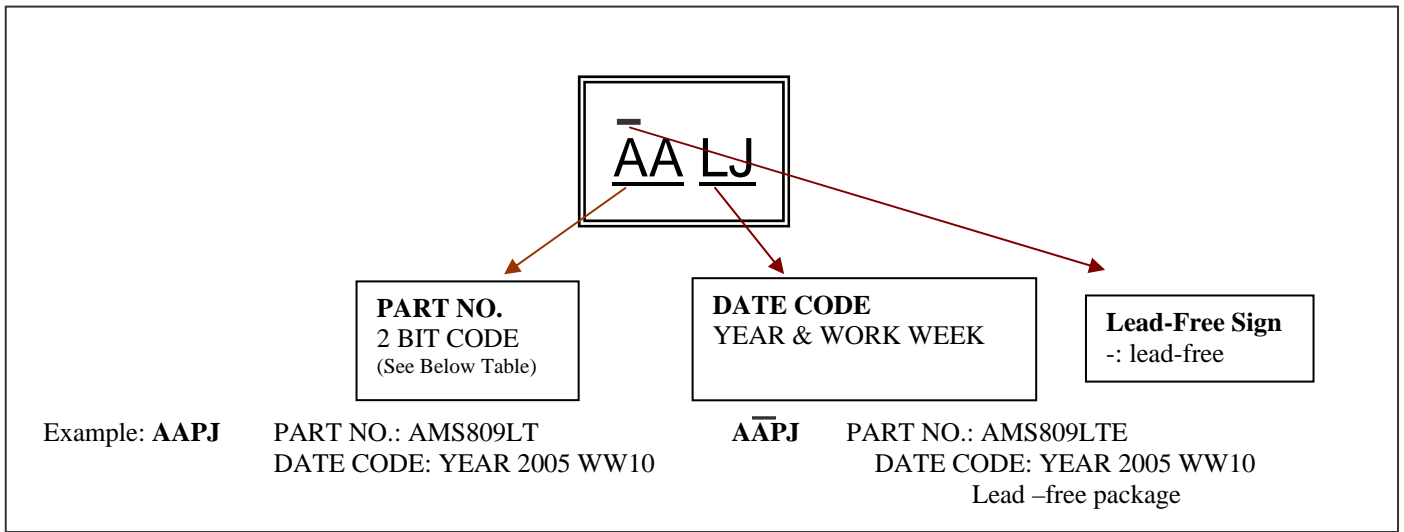 AA LJ
PART NO.
2 BIT CODE
(See Below Table)
DATE CODE
YEAR & WORK WEEK
Lead-Free Sign
-: lead-free
Example: AAPJ PART NO.: AMS809LT
DATE CODE: YEAR 2005 WW10
AA̅PJ PART NO.: AMS809LTE
DATE CODE: YEAR 2005 WW10
Lead –free package